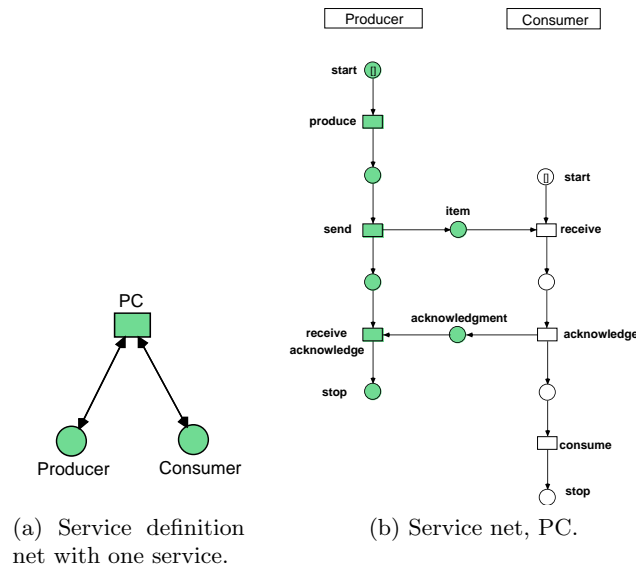 Producer
Consumer
start
[]
produce
[]
start
item
send
receive
PC
acknowledgment
receive
acknowledge
acknowledge
stop
consume
Producer
Consumer
stop
(a) Service definition
net with one service.
(b) Service net, PC.